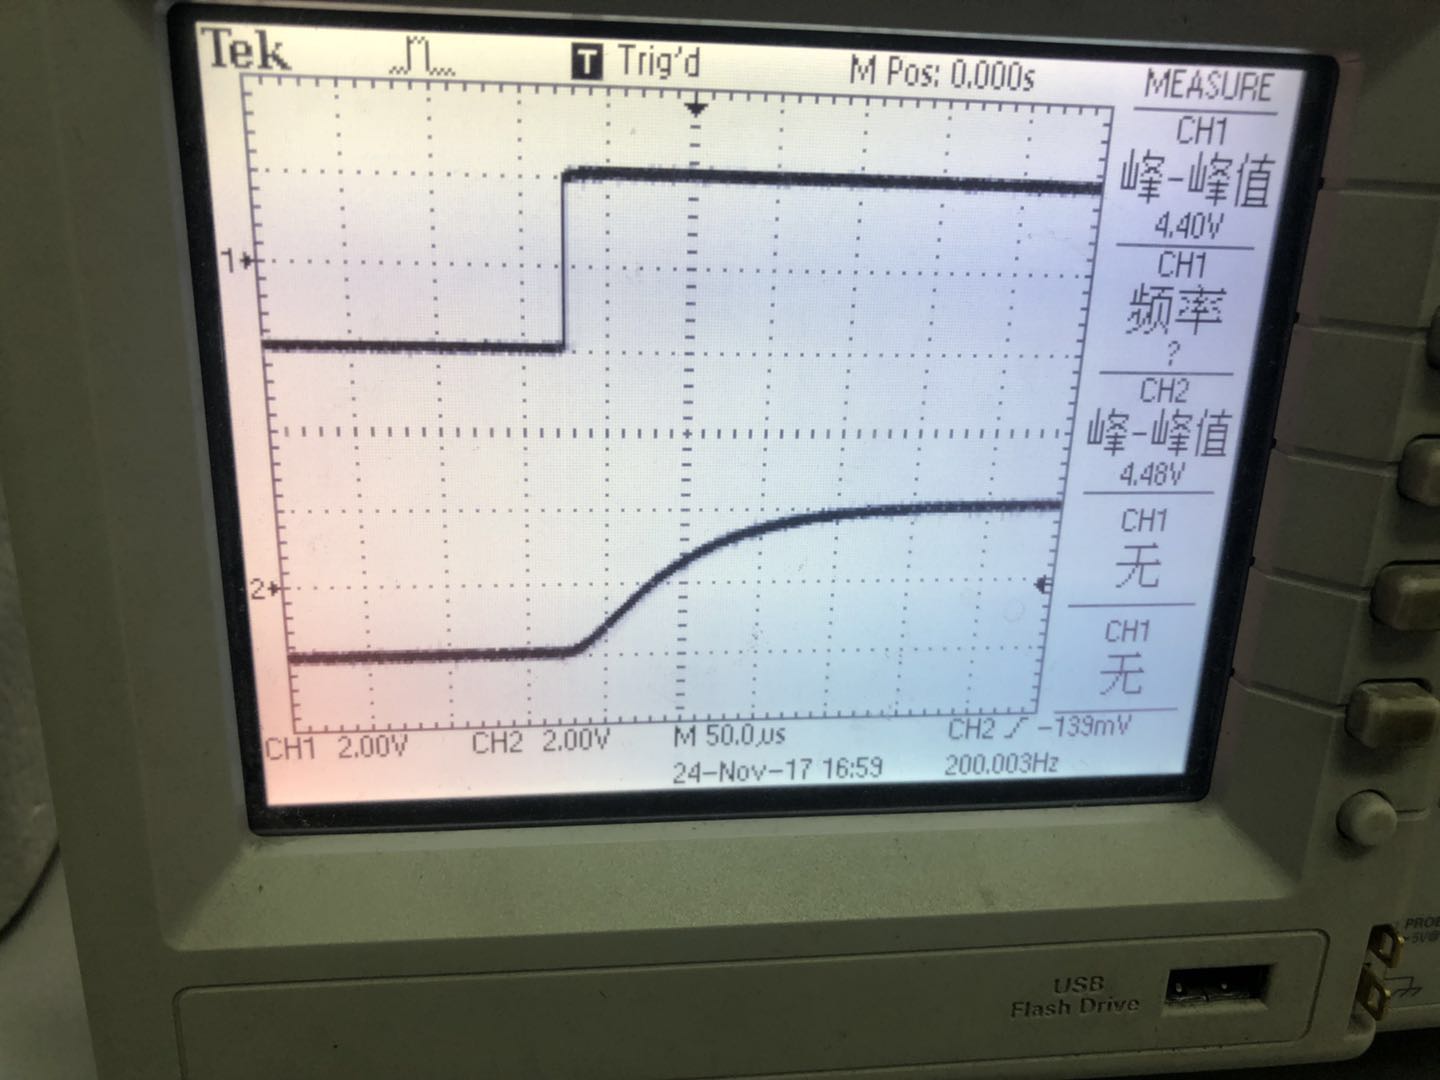 Tek
T Trig'd
M Pos: 0.000s
MEASURE
CH1
峰-峰值
4.40V
CH1
频率
?
CH2
峰-峰值
4.48V
CH1
无
CH1
无
1
2
CH1 2.00V
CH2 2.00V
M 50.0µs
CH2 -139mV
24-Nov-17 16:59
200.003Hz
USB
Flash Drive